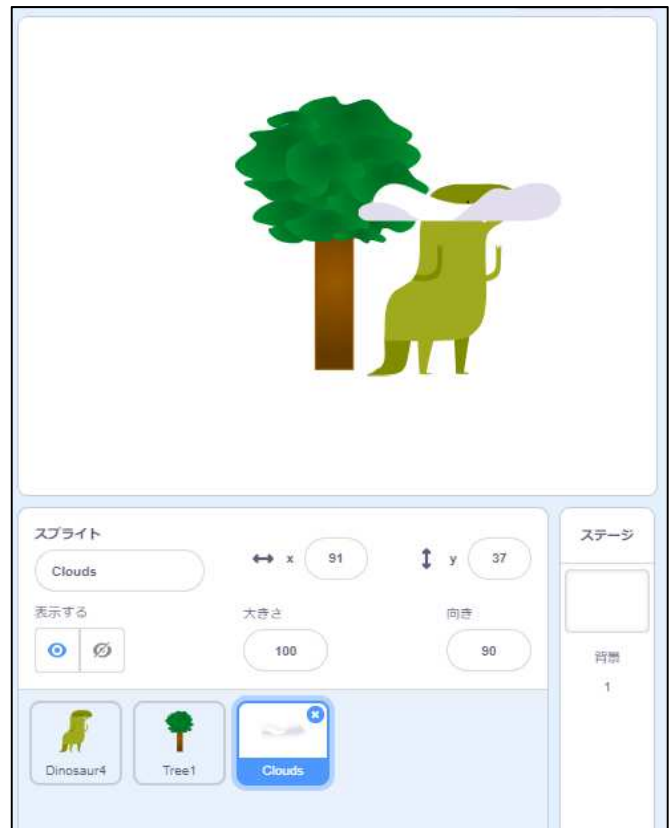 スプライト
ステージ
Clouds
x 91
y 37
表示する
大きさ
向き
100
90
背景
1
Dinosaur4
Tree1
Clouds